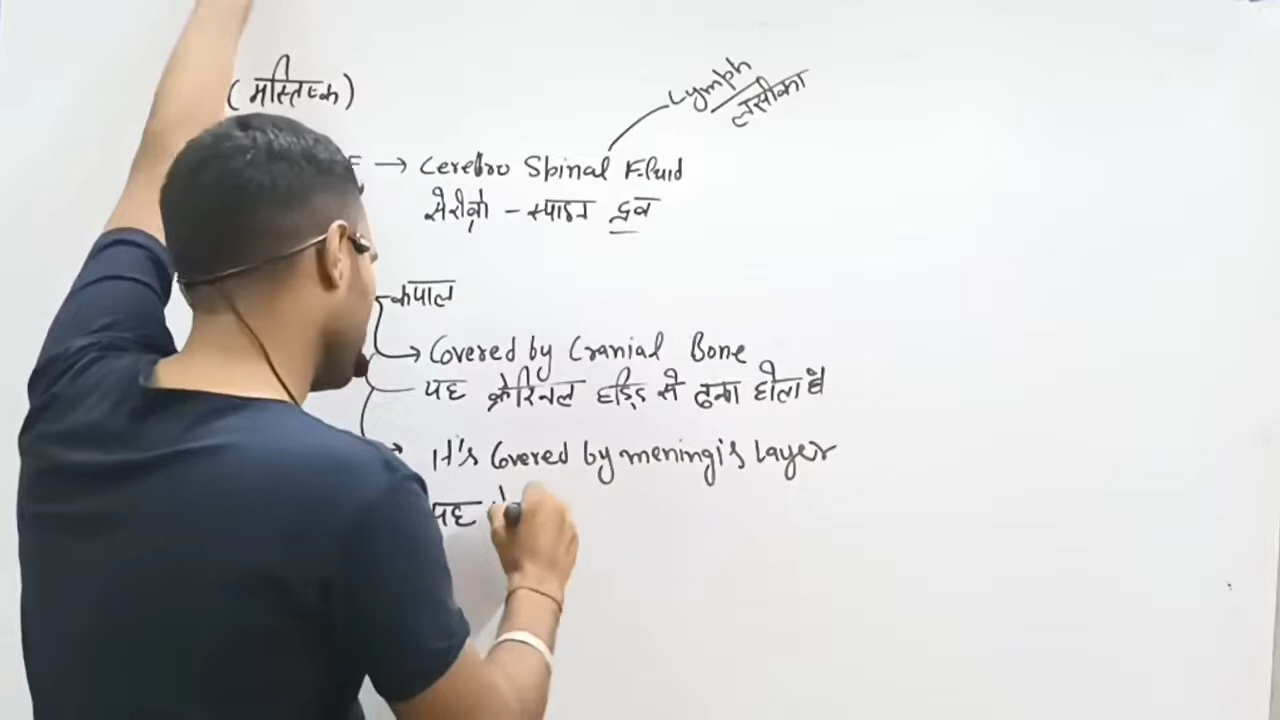 (मस्तिष्क)
Lymph
लसीका
F → Cerebro Spinal Fluid
सेरीब्रो - स्पाइन द्रव
कपाल
→ Covered by Cranial Bone
यह क्रेनियल हड्डि से ढका होता है
It's Covered by meningi's Layer
यह